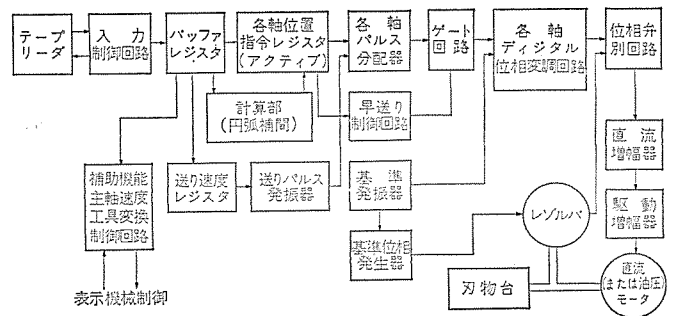 テープ
リーダ
入力
制御回路
バッファ
レジスタ
各軸位置
指令レジスタ
(アクティブ)
各軸
パルス
分配器
ゲート
回路
各軸
ディジタル
位相変調回路
位相弁
別回路
計算部
(円弧補間)
早送り
制御回路
直流
増幅器
補助機能
主軸速度
工具変換
制御回路
送り速度
レジスタ
送りパルス
発振器
基準
発振器
レゾルバ
駆動
増幅器
基準位相
発生器
刃物台
直流
(または油圧)
モータ
表示機械制御